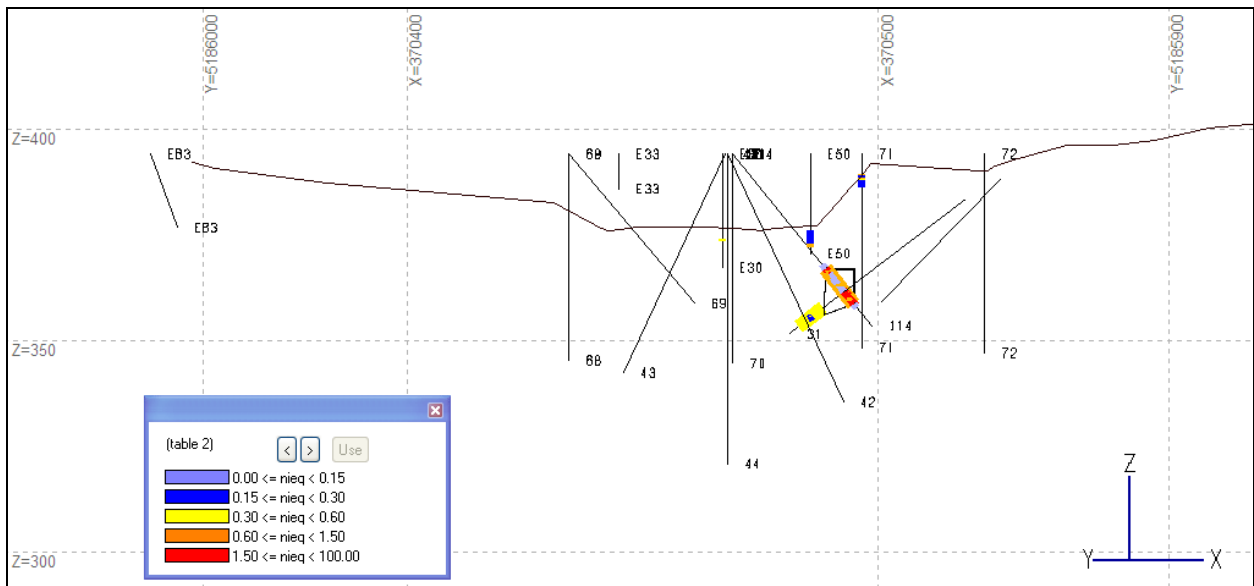 Y=5186000
X=370400
X=370500
Y=5185900
Z=400
EB3
69
E33
E50
71
72
E33
EB3
E50
E30
69
114
31
Z=350
71
72
68
43
70
42
44
(table 2)
< > Use
0.00 <= nieq < 0.15
0.15 <= nieq < 0.30
0.30 <= nieq < 0.60
0.60 <= nieq < 1.50
1.50 <= nieq < 100.00
Z
Y X
Z=300